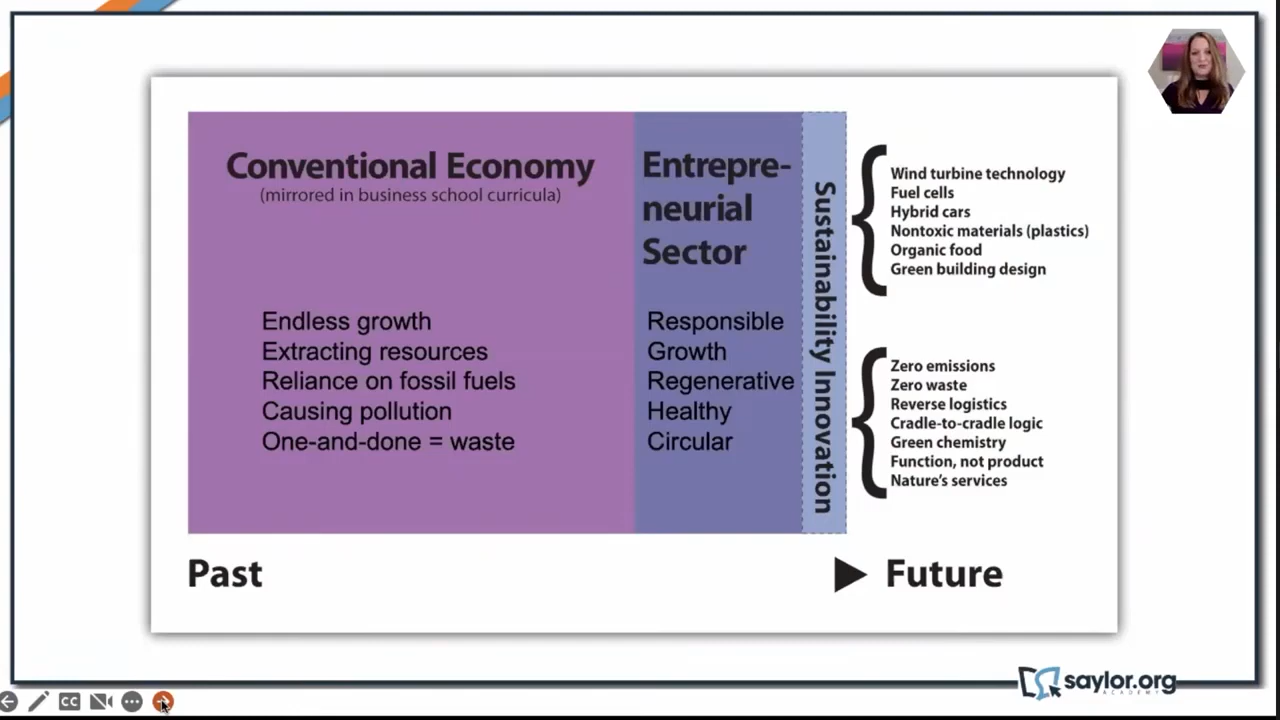 Conventional Economy
(mirrored in business school curricula)
Endless growth
Extracting resources
Reliance on fossil fuels
Causing pollution
One-and-done = waste
Entrepre-
neurial
Sector
Responsible
Growth
Regenerative
Healthy
Circular
Sustainability Innovation
Wind turbine technology
Fuel cells
Hybrid cars
Nontoxic materials (plastics)
Organic food
Green building design
Zero emissions
Zero waste
Reverse logistics
Cradle-to-cradle logic
Green chemistry
Function, not product
Nature's services
Past
Future
saylor.org
ACADEMY
CC